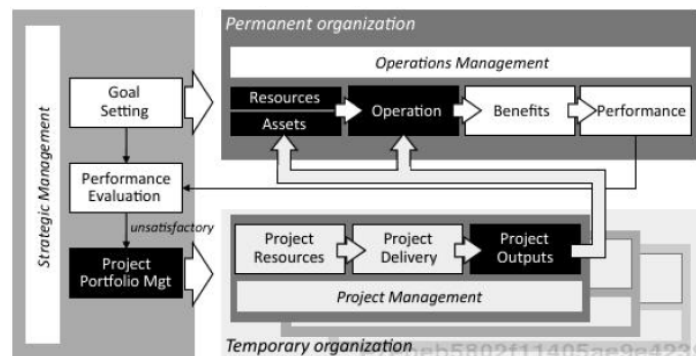 Strategic Management
Goal
Setting
Performance
Evaluation
unsatisfactory
Project
Portfolio Mgt
Permanent organization
Operations Management
Resources
Assets
Operation
Benefits
Performance
Project
Resources
Project
Delivery
Project
Outputs
Project Management
Temporary organization